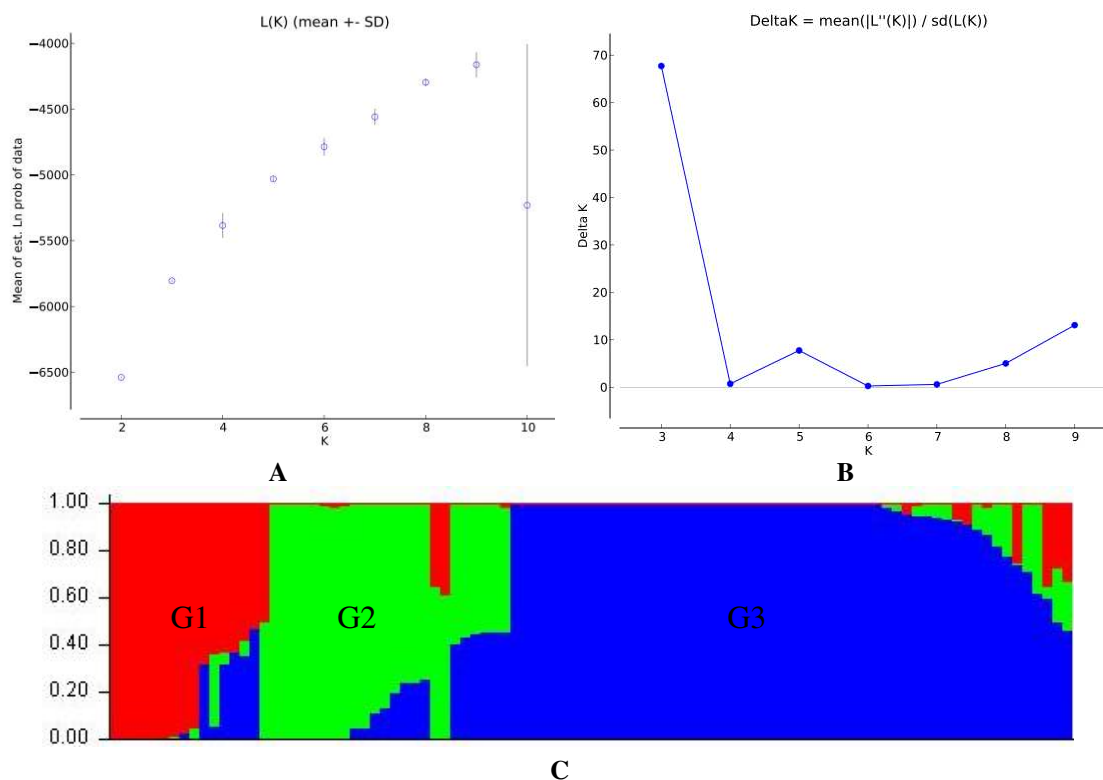 L(K) (mean +- SD)
−4000
−4500
−5000
−5500
−6000
−6500
Mean of est. Ln prob of data
2
4
6
8
10
K
A
DeltaK = mean(|L''(K)|) / sd(L(K))
70
60
50
40
30
20
10
0
Delta K
3
4
5
6
7
8
9
K
B
1.00
0.80
0.60
0.40
0.20
0.00
G1
G2
G3
C